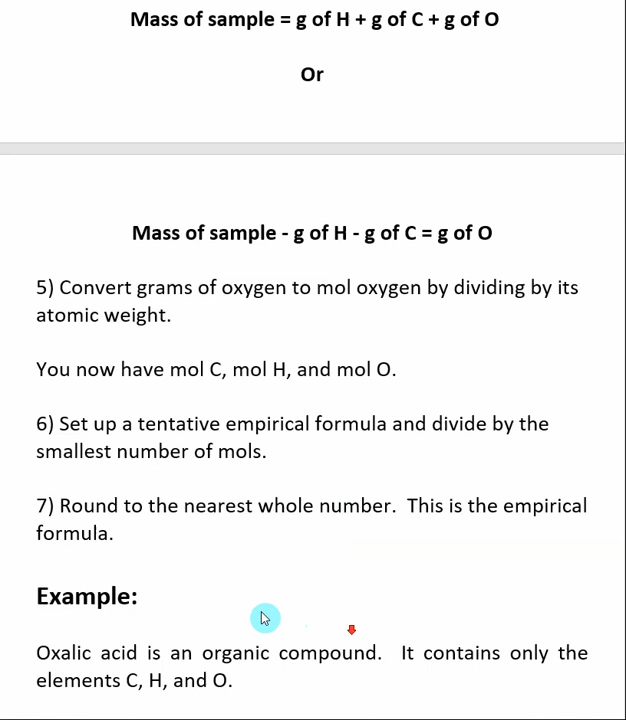 Mass of sample = g of H + g of C + g of O
Or
Mass of sample - g of H - g of C = g of O
5) Convert grams of oxygen to mol oxygen by dividing by its
atomic weight.
You now have mol C, mol H, and mol O.
6) Set up a tentative empirical formula and divide by the
smallest number of mols.
7) Round to the nearest whole number.  This is the empirical
formula.
Example:
Oxalic acid is an organic compound.  It contains only the
elements C, H, and O.